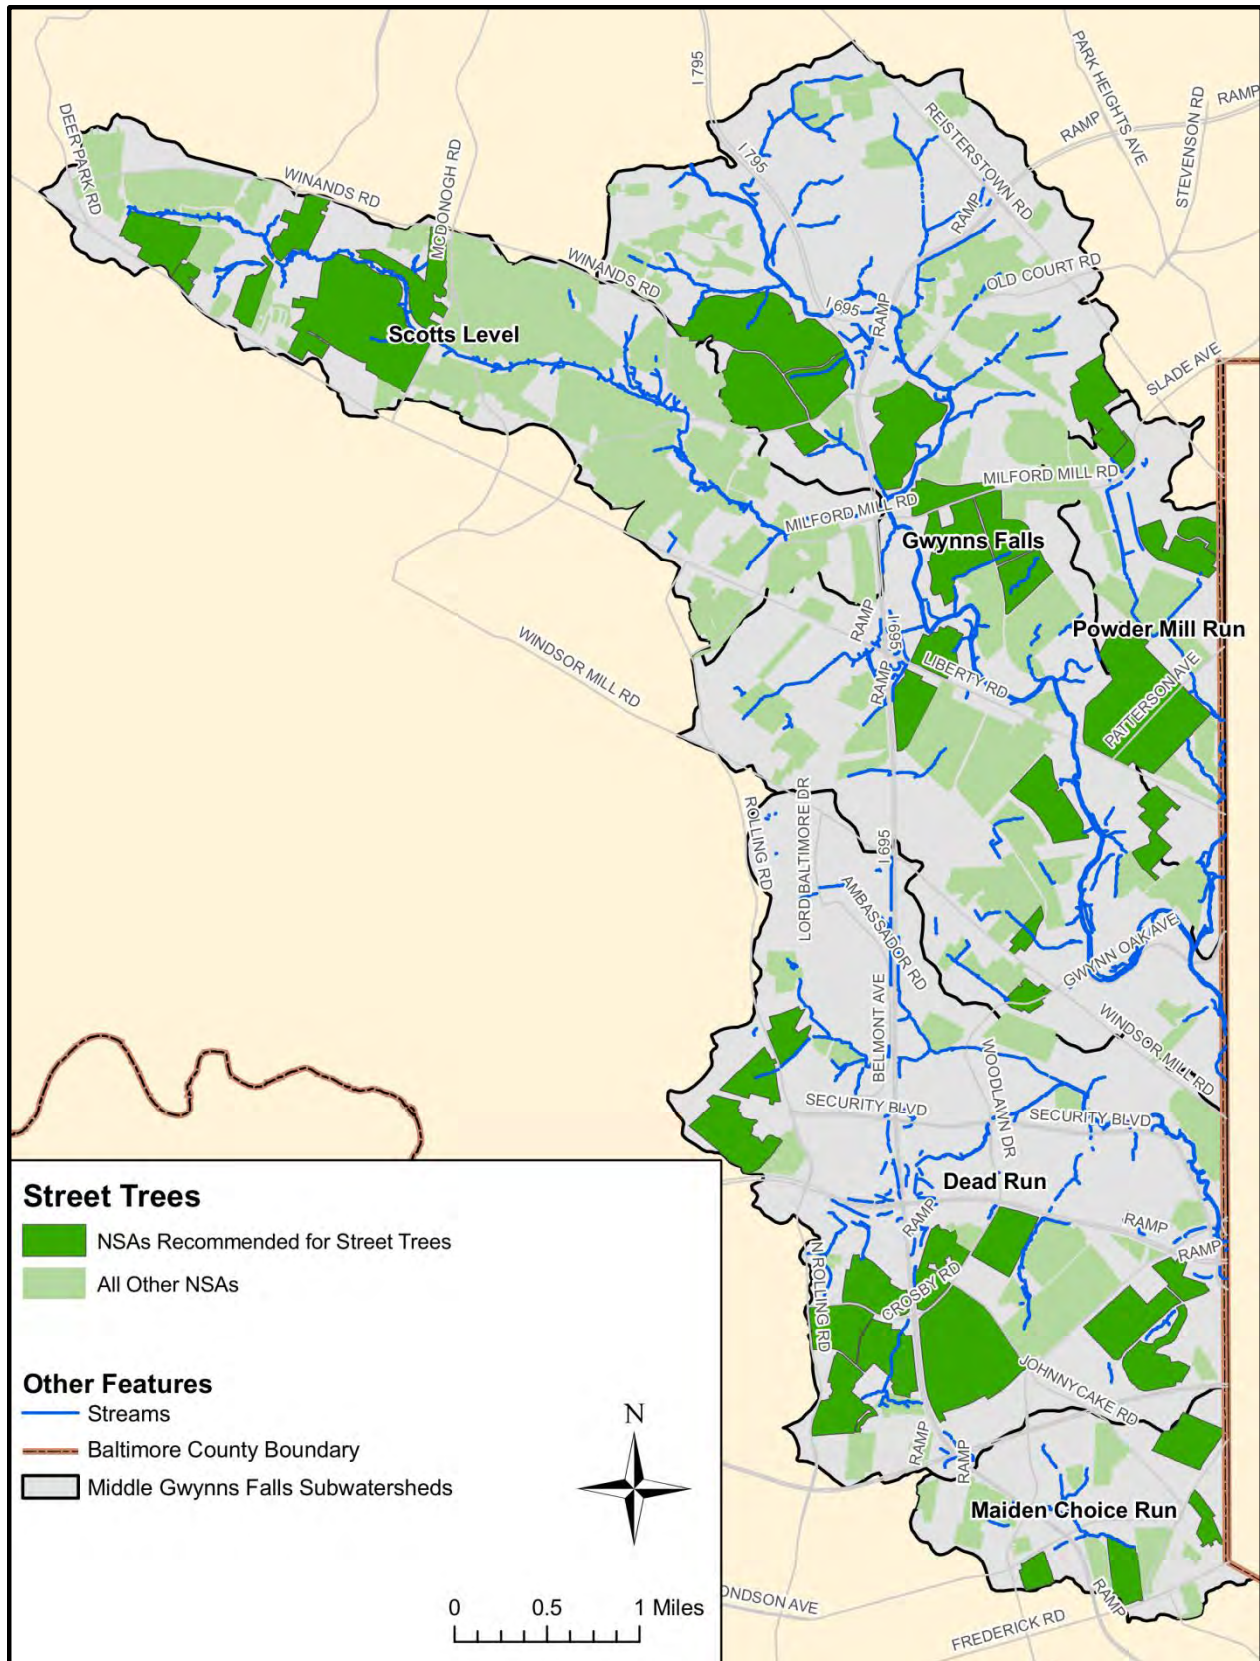 I 795
PARK HEIGHTS AVE
RAMP
RAMP
STEVENSON RD
REISTERSTOWN RD
I 795
DEER PARK RD
WINANDS RD
MCDONOGH RD
RAMP
WINANDS RD
OLD COURT RD
I 695
RAMP
Scotts Level
SLADE AVE
MILFORD MILL RD
MILFORD MILL RD
Gwynns Falls
RAMP
I 695
Powder Mill Run
WINDSOR MILL RD
RAMP
LIBERTY RD
PATTERSON AVE
ROLLING RD
LORD BALTIMORE DR
I 695
AMBASSADOR RD
GWYNN OAK AVE
BELMONT AVE
WOODLAWN DR
WINDSOR MILL RD
SECURITY BLVD
SECURITY BLVD
Dead Run
RAMP
RAMP
RAMP
N ROLLING RD
CROSBY RD
JOHNNYCAKE RD
RAMP
RAMP
Maiden Choice Run
RAMP
ONDSON AVE
FREDERICK RD
Street Trees
NSAs Recommended for Street Trees
All Other NSAs
Other Features
Streams
Baltimore County Boundary
Middle Gwynns Falls Subwatersheds
N
0 0.5 1 Miles